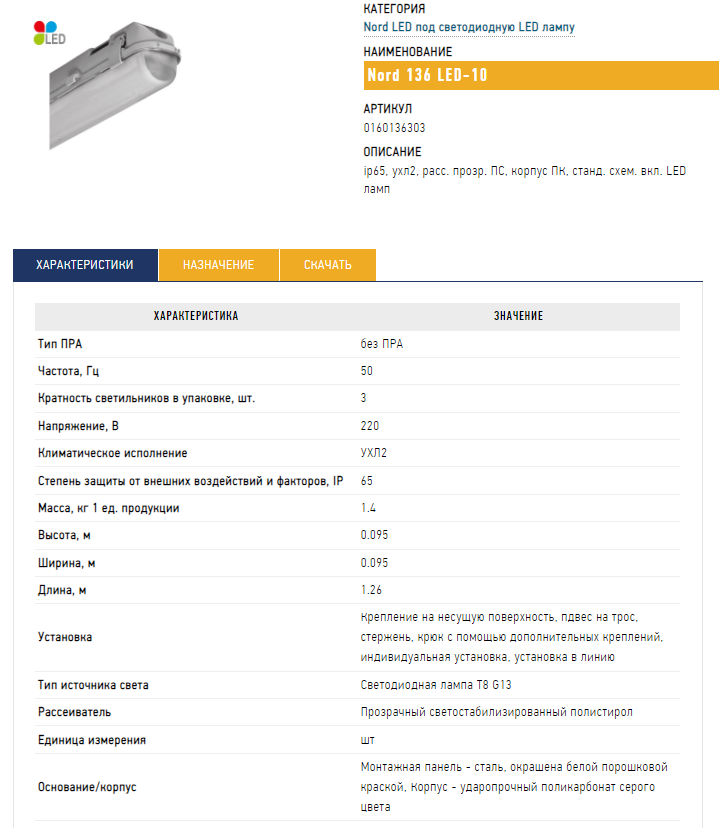 LED
КАТЕГОРИЯ
Nord LED под светодиодную LED лампу
НАИМЕНОВАНИЕ
Nord 136 LED-10
АРТИКУЛ
0160136303
ОПИСАНИЕ
ip65, ухл2, расс. прозр. ПС, корпус ПК, станд. схем. вкл. LED
ламп
ХАРАКТЕРИСТИКИ НАЗНАЧЕНИЕ СКАЧАТЬ
ХАРАКТЕРИСТИКА ЗНАЧЕНИЕ
Тип ПРА без ПРА
Частота, Гц 50
Кратность светильников в упаковке, шт. 3
Напряжение, В 220
Климатическое исполнение УХЛ2
Степень защиты от внешних воздействий и факторов, IP 65
Масса, кг 1 ед. продукции 1.4
Высота, м 0.095
Ширина, м 0.095
Длина, м 1.26
Установка Крепление на несущую поверхность, пдвес на трос,
стержень, крюк с помощью дополнительных креплений,
индивидуальная установка, установка в линию
Тип источника света Светодиодная лампа T8 G13
Рассеиватель Прозрачный светостабилизированный полистирол
Единица измерения шт
Основание/корпус Монтажная панель - сталь, окрашена белой порошковой
краской, Корпус - ударопрочный поликарбонат серого
цвета